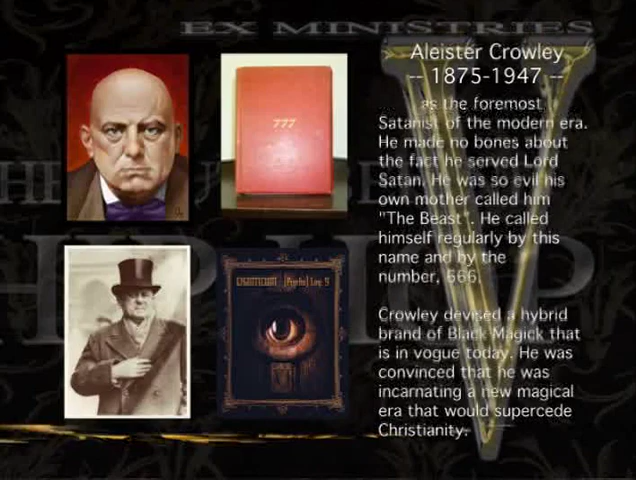 EX MINISTRIES
Aleister Crowley
-- 1875-1947 --
as the foremost
Satanist of the modern era.
He made no bones about
the fact he served Lord
Satan. He was so evil his
own mother called him
"The Beast". He called
himself regularly by this
name and by the
number, 666.
Crowley devised a hybrid
brand of Black Magick that
is in vogue today. He was
convinced that he was
incarnating a new magical
era that would supercede
Christianity.
777